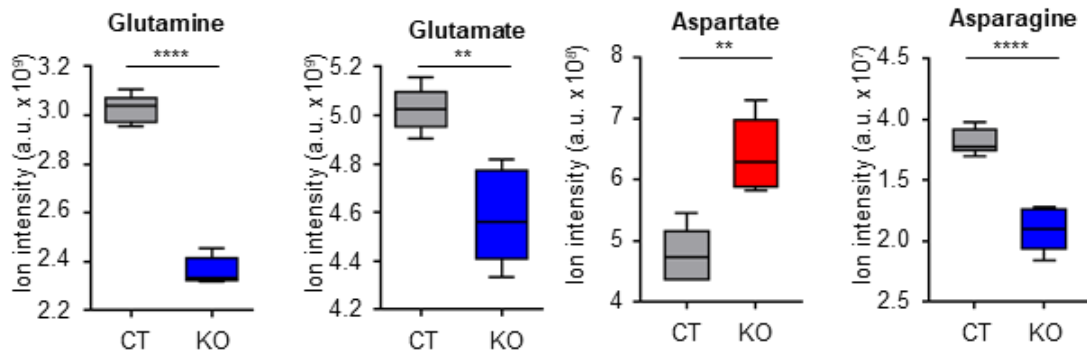 Glutamine
****
Ion intensity (a.u. x 10⁹)
3.2
3.0
2.8
2.6
2.4
2.2
CT KO
Glutamate
**
Ion intensity (a.u. x 10⁹)
5.2
5.0
4.8
4.6
4.4
4.2
CT KO
Aspartate
**
Ion intensity (a.u. x 10⁸)
8
7
6
5
4
CT KO
Asparagine
****
Ion intensity (a.u. x 10⁷)
4.5
4.0
1.5
2.0
2.5
CT KO